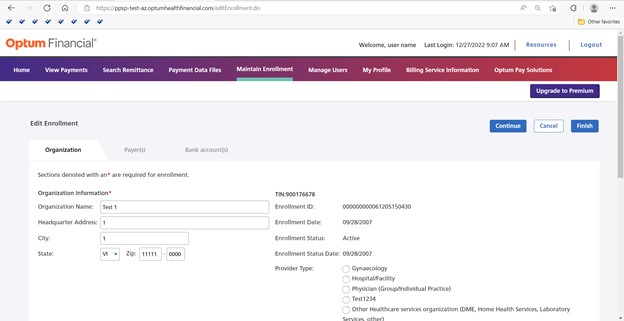 https://ppsp-test-az.optumhealthfinancial.com/editEnrollment.do
Other favorites
Optum Financial®
Welcome, user name Last Login: 12/27/2022 9:07 AM Resources Logout
Home View Payments Search Remittance Payment Data Files Maintain Enrollment Manage Users My Profile Billing Service Information Optum Pay Solutions
Upgrade to Premium
Edit Enrollment
Continue Cancel Finish
Organization Payer(s) Bank account(s)
Sections denoted with an* are required for enrollment.
Organization Information* TIN:900176678
Organization Name: Test 1 Enrollment ID: 000000000061205150430
Headquarter Address: 1 Enrollment Date: 09/28/2007
City: 1 Enrollment Status: Active
State: VI Zip: 11111 - 0000 Enrollment Status Date: 09/28/2007
Provider Type: Gynaecology
Hospital/Facility
Physician (Group/Individual Practice)
Test1234
Other Healthcare services organization (DME, Home Health Services, Laboratory
Services, other)